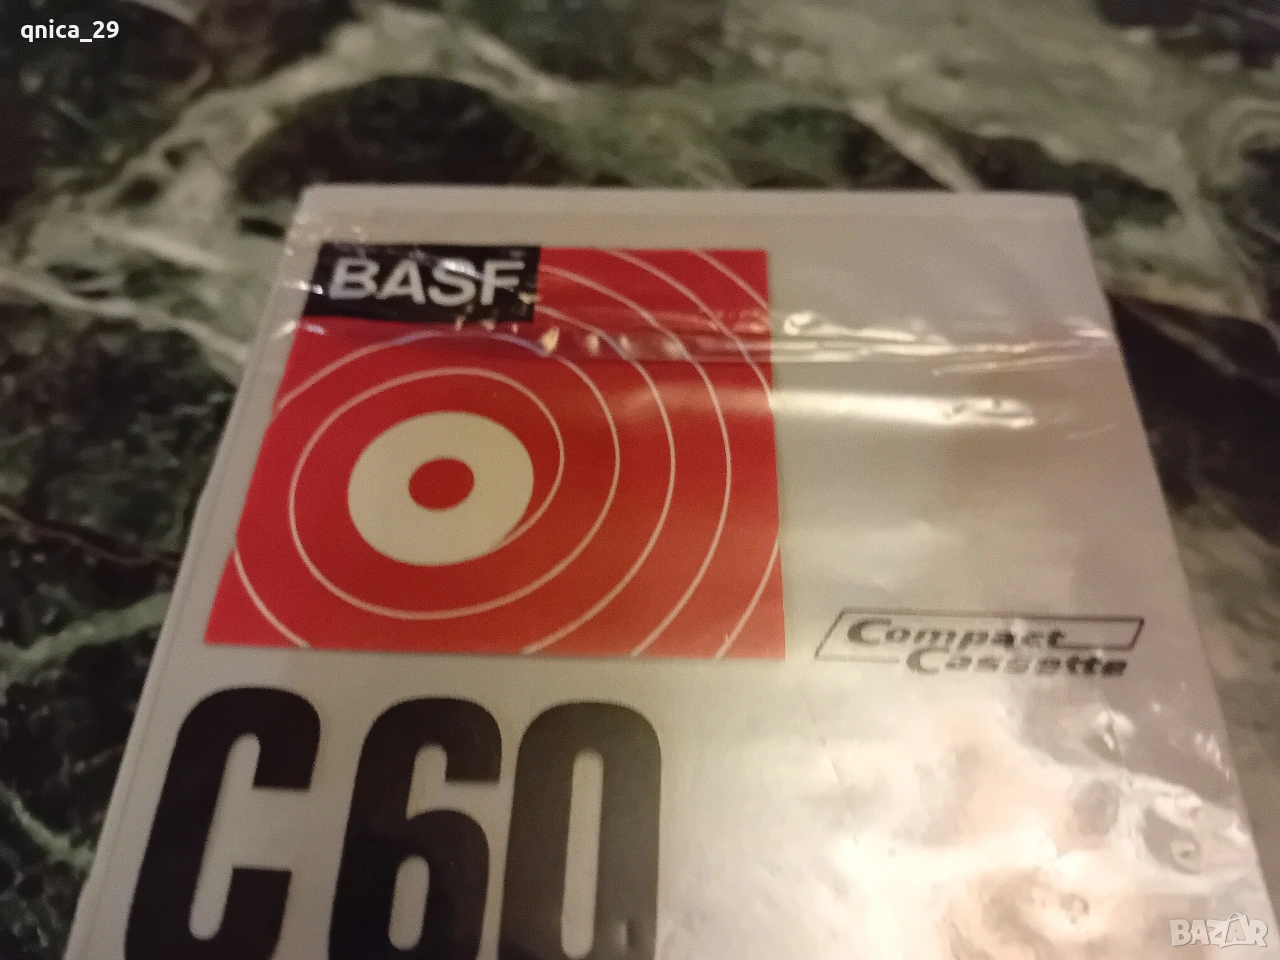 qnica_29
BASF
Compact
Cassette
C60
BAZAR